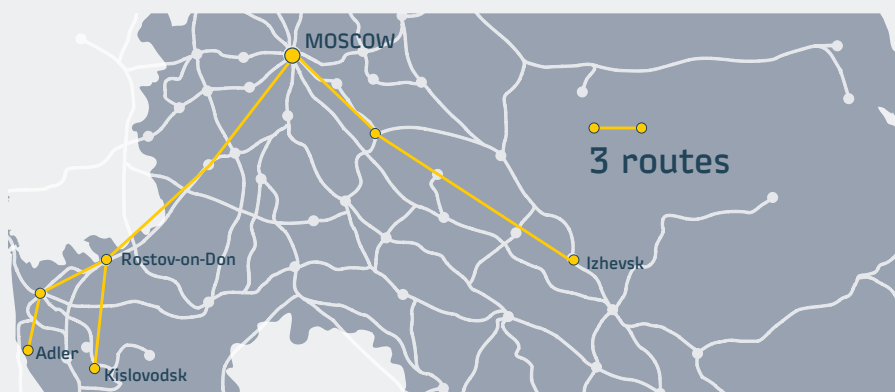 MOSCOW
3 routes
Rostov-on-Don
Izhevsk
Adler
Kislovodsk